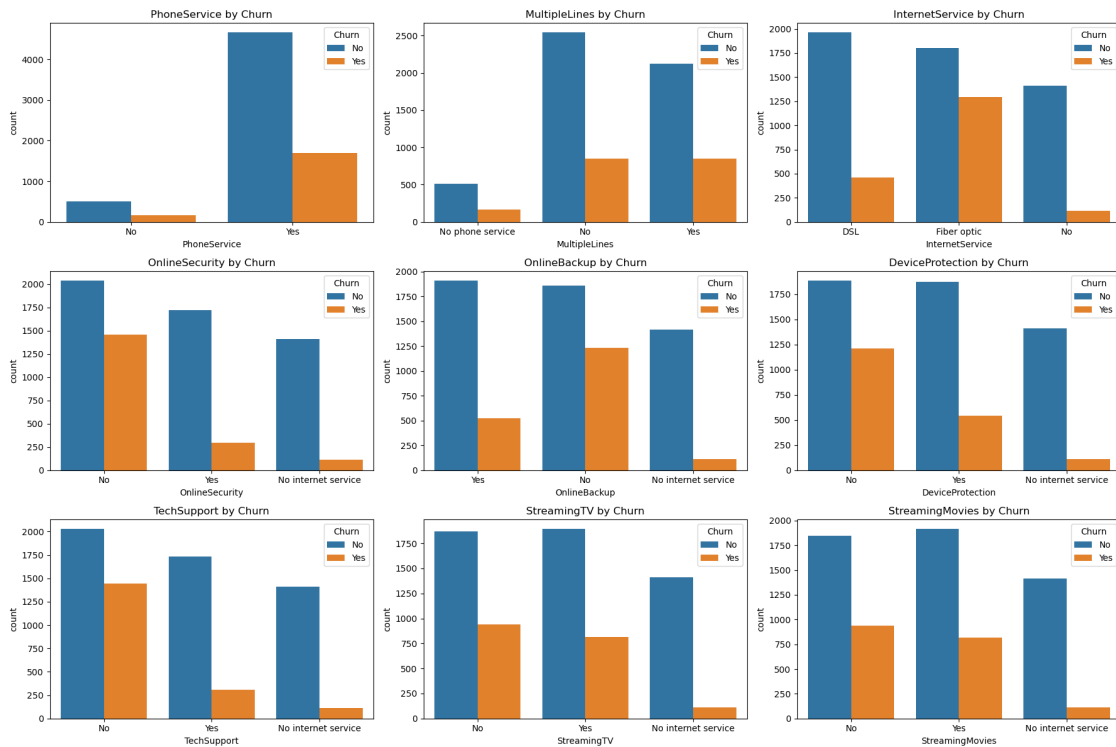 PhoneService by Churn
Churn
No
Yes
4000
3000
2000
1000
0
count
No Yes
PhoneService
MultipleLines by Churn
Churn
No
Yes
2500
2000
1500
1000
500
0
count
No phone service No Yes
MultipleLines
InternetService by Churn
Churn
No
Yes
2000
1750
1500
1250
1000
750
500
250
0
count
DSL Fiber optic No
InternetService
OnlineSecurity by Churn
Churn
No
Yes
2000
1750
1500
1250
1000
750
500
250
0
count
No Yes No internet service
OnlineSecurity
OnlineBackup by Churn
Churn
No
Yes
2000
1750
1500
1250
1000
750
500
250
0
count
Yes No No internet service
OnlineBackup
DeviceProtection by Churn
Churn
No
Yes
1750
1500
1250
1000
750
500
250
0
count
No Yes No internet service
DeviceProtection
TechSupport by Churn
Churn
No
Yes
2000
1750
1500
1250
1000
750
500
250
0
count
No Yes No internet service
TechSupport
StreamingTV by Churn
Churn
No
Yes
1750
1500
1250
1000
750
500
250
0
count
No Yes No internet service
StreamingTV
StreamingMovies by Churn
Churn
No
Yes
2000
1750
1500
1250
1000
750
500
250
0
count
No Yes No internet service
StreamingMovies